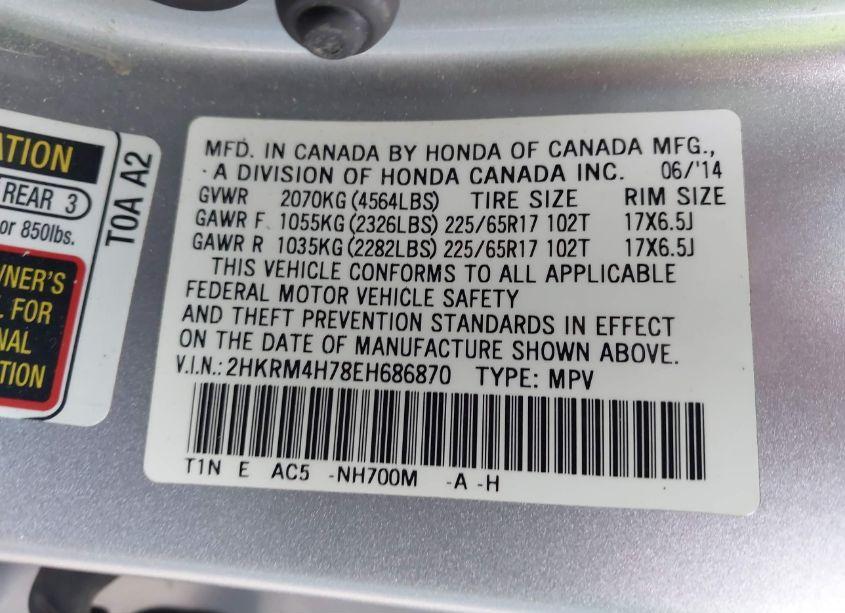 ATION
REAR 3
or 850lbs.
WNER'S
L FOR
NAL
TION
TOA A2
MFD. IN CANADA BY HONDA OF CANADA MFG.,
A DIVISION OF HONDA CANADA INC. 06/'14
GVWR 2070KG (4564LBS) TIRE SIZE RIM SIZE
GAWR F 1055KG (2326LBS) 225/65R17 102T 17X6.5J
GAWR R 1035KG (2282LBS) 225/65R17 102T 17X6.5J
THIS VEHICLE CONFORMS TO ALL APPLICABLE
FEDERAL MOTOR VEHICLE SAFETY
AND THEFT PREVENTION STANDARDS IN EFFECT
ON THE DATE OF MANUFACTURE SHOWN ABOVE.
V.I.N.: 2HKRM4H78EH686870 TYPE: MPV
T1N E AC5 -NH700M -A -H